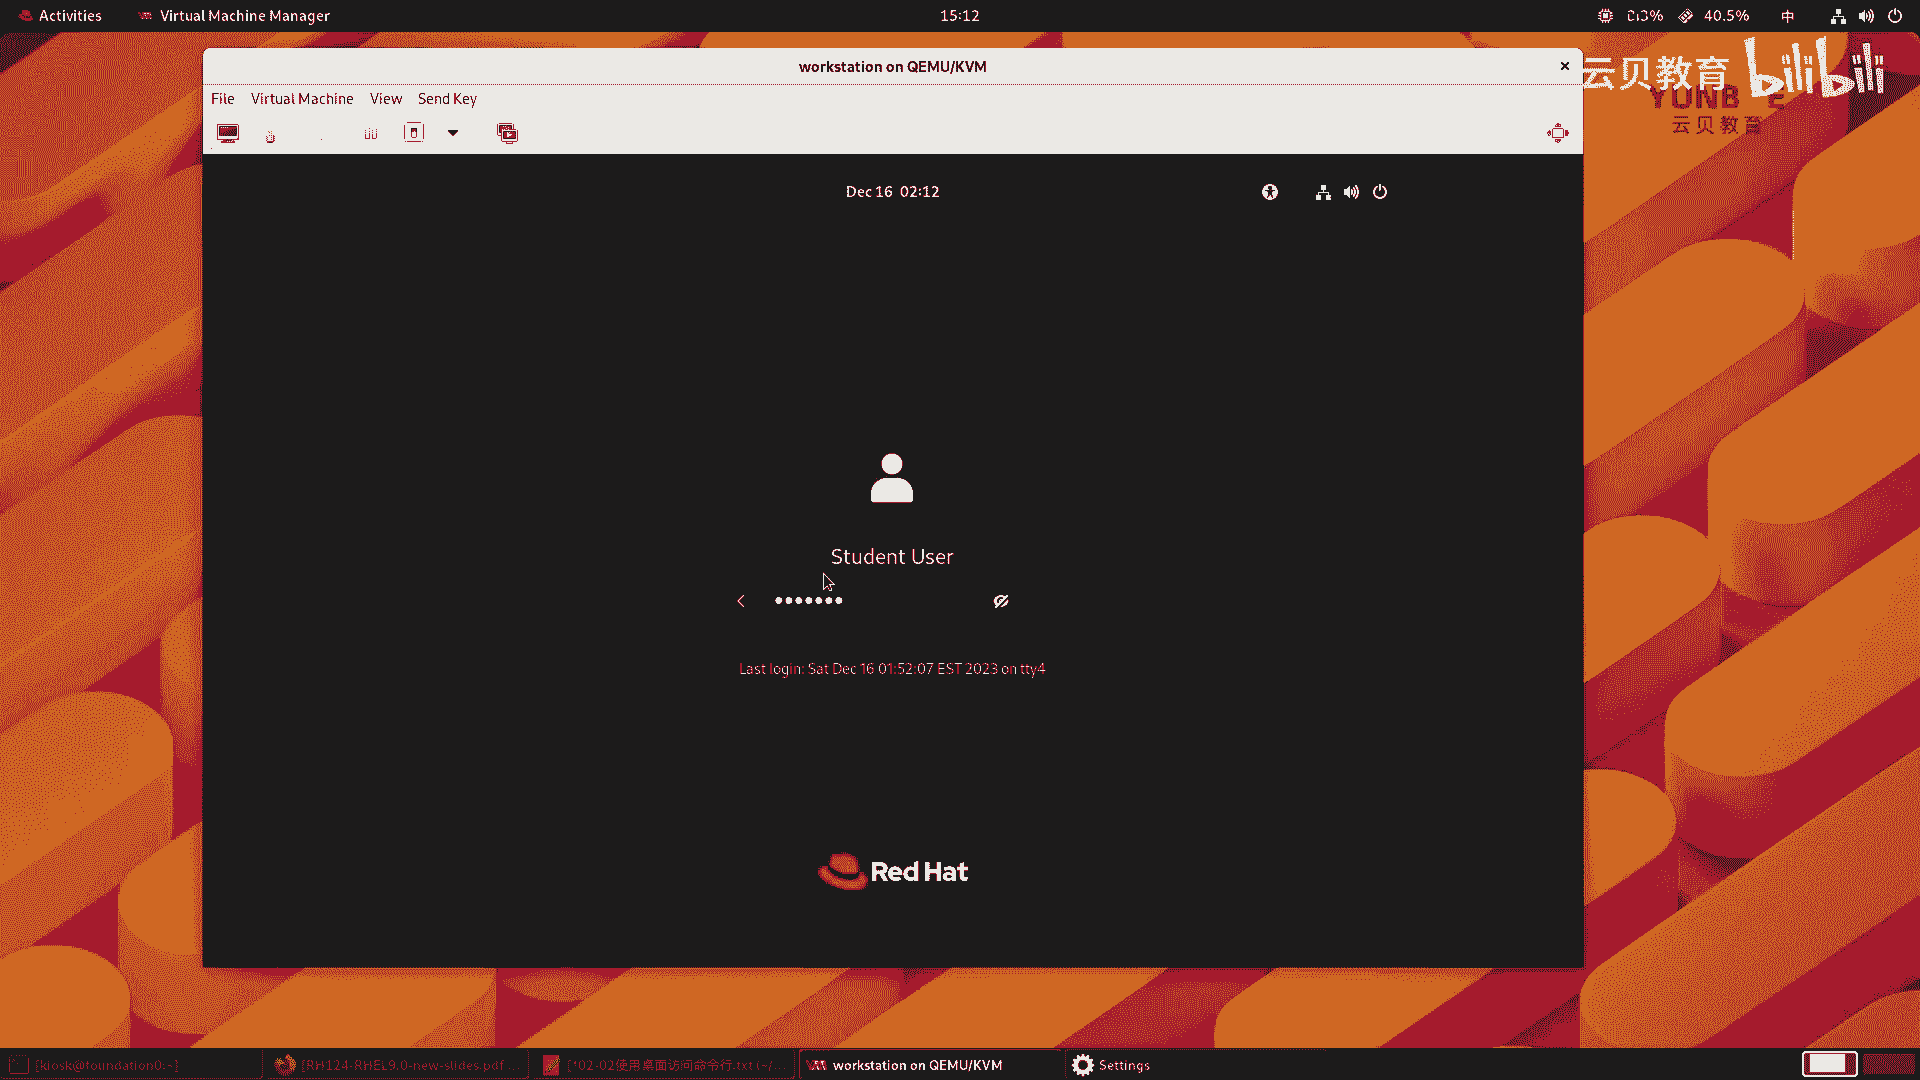 Activities
Virtual Machine Manager
15:12
40.5%
中
workstation on QEMU/KVM
云贝教育 bilibili
云贝教育
File Virtual Machine View Send Key
Dec 16 02:12
Student User
Last login: Sat Dec 16 01:52:07 EST 2023 on tty4
Red Hat
[kiosk@foundation0:~]
[RH124-RHEL9.0-new-slides.pdf ...
[*02-02使用桌面访问命令行.txt (~/...
workstation on QEMU/KVM
Settings